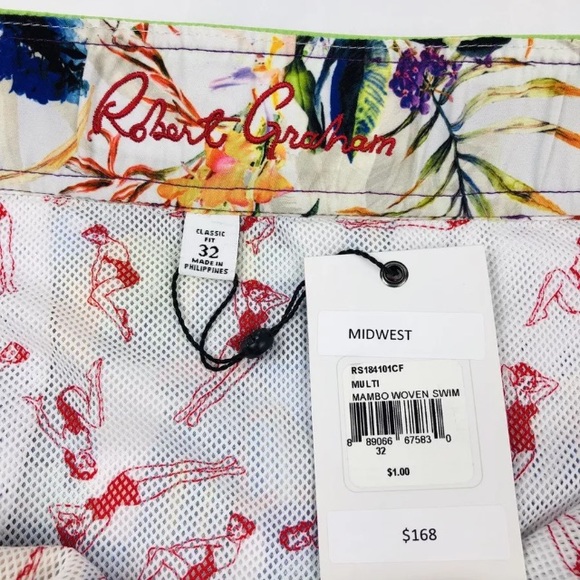 Robert Graham
CLASSIC
FIT
32
MADE IN
PHILIPPINES
MIDWEST
RS184101CF
MULTI
MAMBO WOVEN SWIM
8 89066 67583 0
32
$1.00
$168